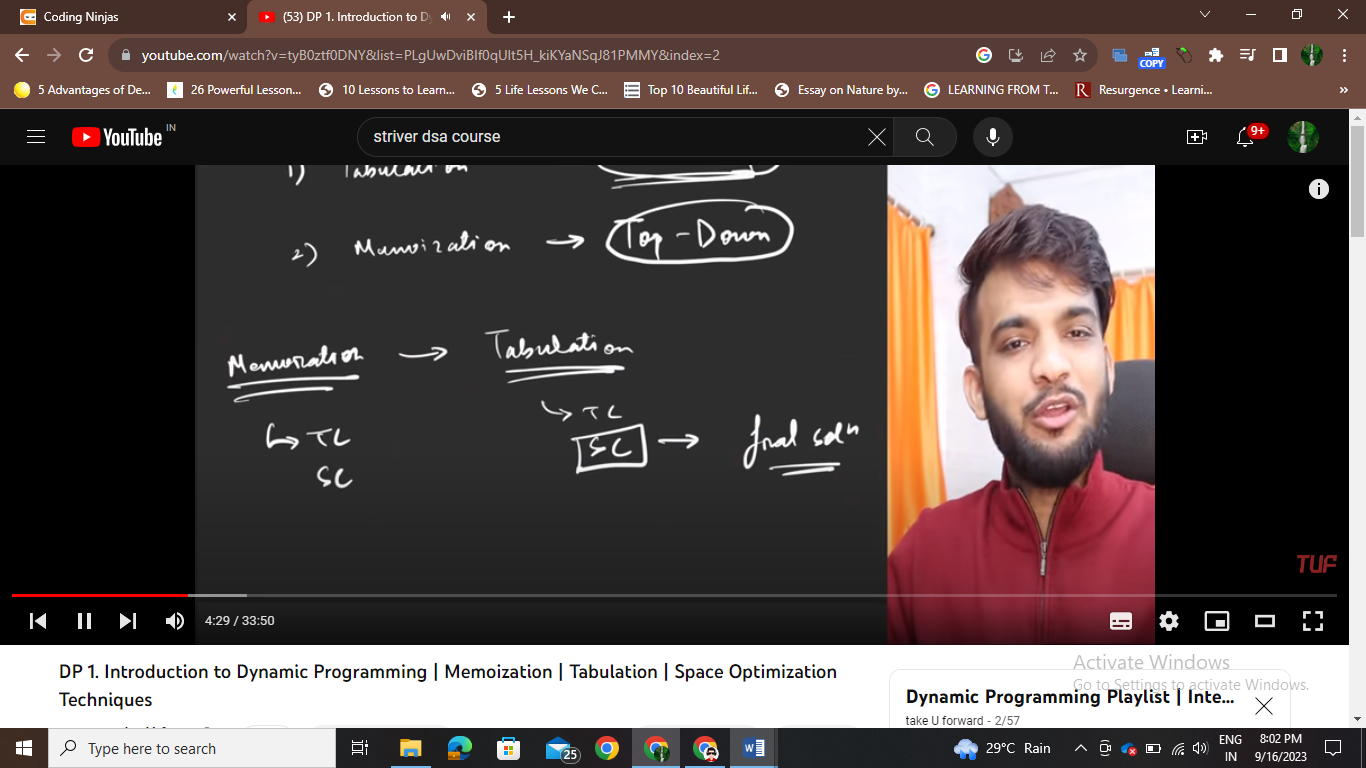 Coding Ninjas
(53) DP 1. Introduction to D
youtube.com/watch?v=tyB0ztf0DNY&list=PLgUwDviBIf0qUlt5H_kiKYaNSqJ81PMMY&index=2
COPY
5 Advantages of De...
26 Powerful Lesson...
10 Lessons to Learn...
5 Life Lessons We C...
Top 10 Beautiful Lif...
Essay on Nature by...
LEARNING FROM T...
Resurgence • Learni...
YouTube IN
striver dsa course
9+
1) Tabulation
2) Memoization → Top-Down
Memoization → Tabulation
↳ TC
↳ TC
SC → final solⁿ
SC
TUF
4:29 / 33:50
DP 1. Introduction to Dynamic Programming | Memoization | Tabulation | Space Optimization
Techniques
Activate Windows
Go to Settings to activate Windows.
Dynamic Programming Playlist | Inte...
take U forward - 2/57
Type here to search
25
29°C Rain
ENG
IN
8:02 PM
9/16/2023